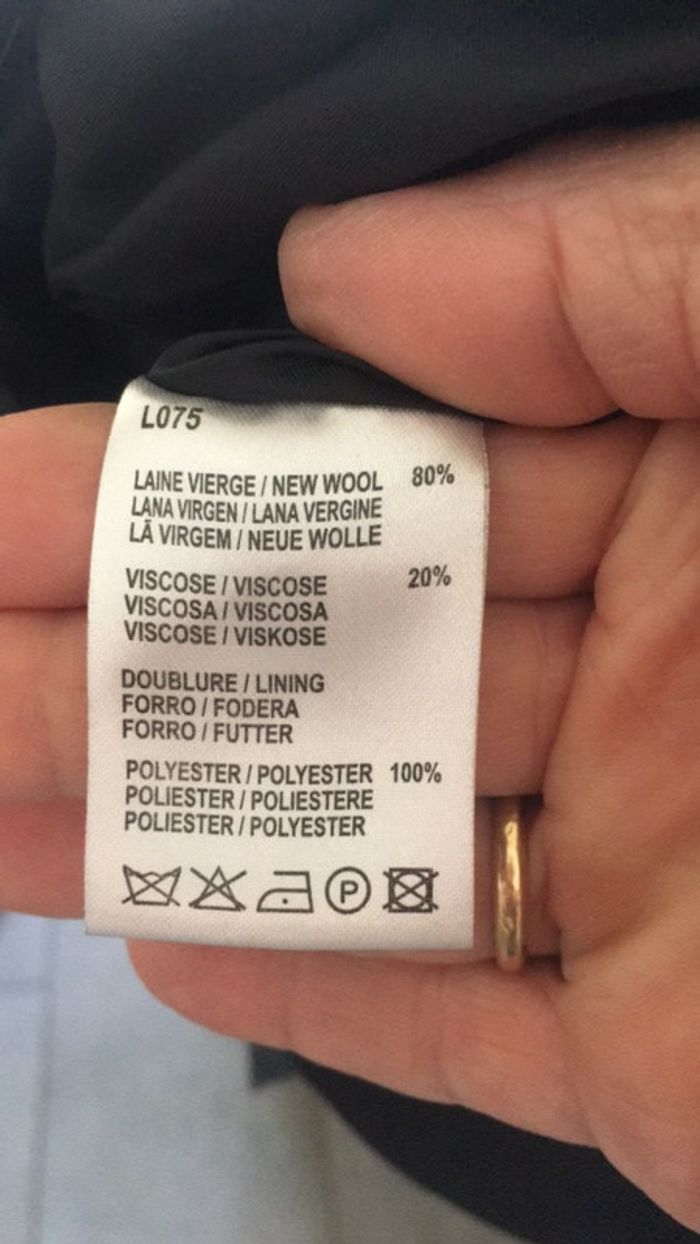 L075
LAINE VIERGE / NEW WOOL 80%
LANA VIRGEN / LANA VERGINE
LÃ VIRGEM / NEUE WOLLE
VISCOSE / VISCOSE 20%
VISCOSA / VISCOSA
VISCOSE / VISKOSE
DOUBLURE / LINING
FORRO / FODERA
FORRO / FUTTER
POLYESTER / POLYESTER 100%
POLIESTER / POLIESTERE
POLIESTER / POLYESTER
P